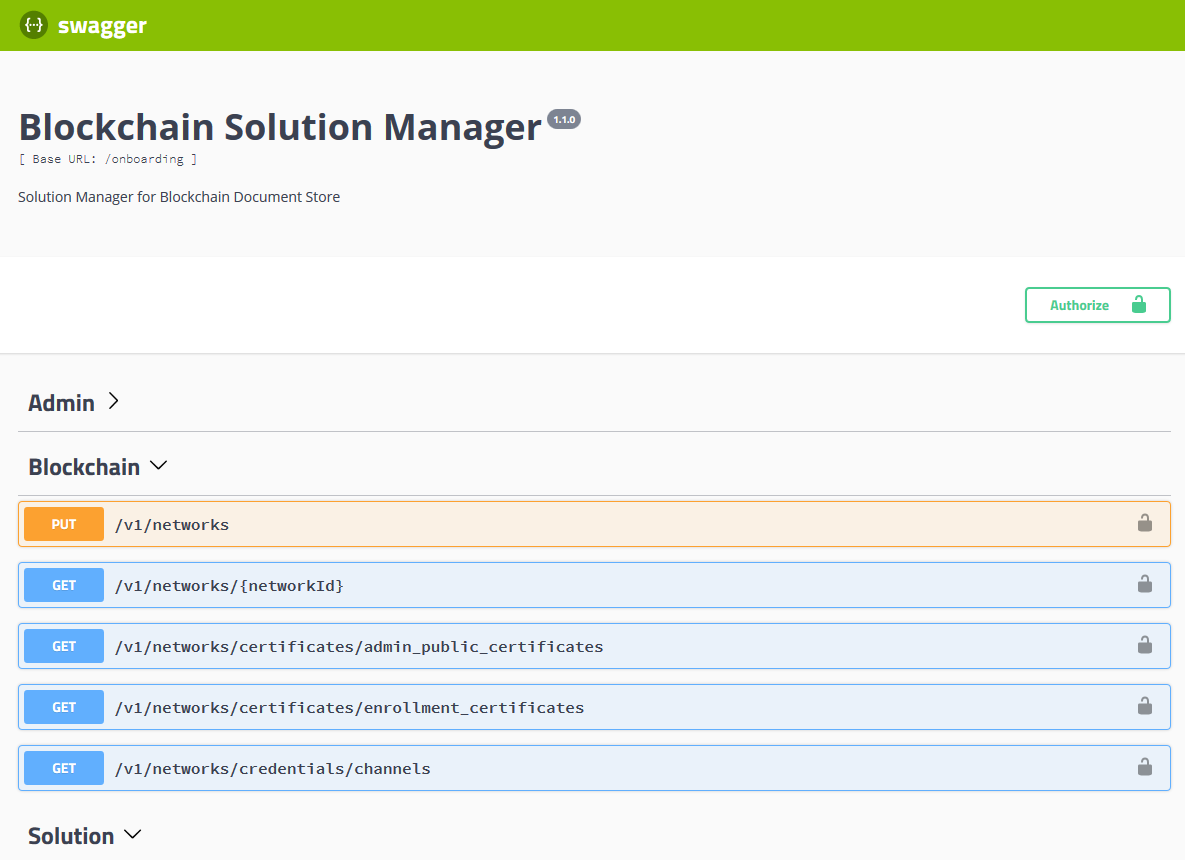 {···} swagger
Blockchain Solution Manager 1.1.0
[ Base URL: /onboarding ]
Solution Manager for Blockchain Document Store
Authorize
Admin
Blockchain
PUT /v1/networks
GET /v1/networks/{networkId}
GET /v1/networks/certificates/admin_public_certificates
GET /v1/networks/certificates/enrollment_certificates
GET /v1/networks/credentials/channels
Solution